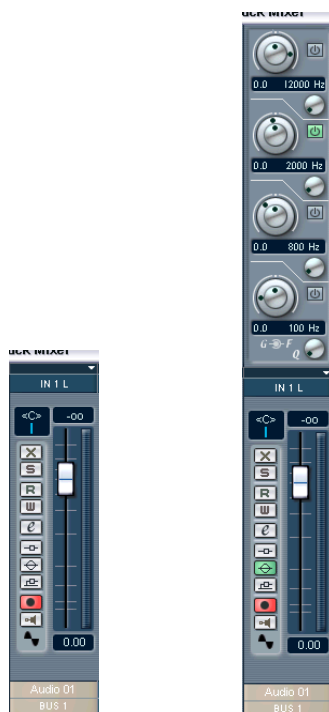 0.0 12000 Hz
0.0 2000 Hz
0.0 800 Hz
0.0 100 Hz
G F
Q
IN 1 L
<C> -oo
X
S
R
W
e
0.00
Audio 01
BUS 1
IN 1 L
<C> -oo
X
S
R
W
e
0.00
Audio 01
BUS 1